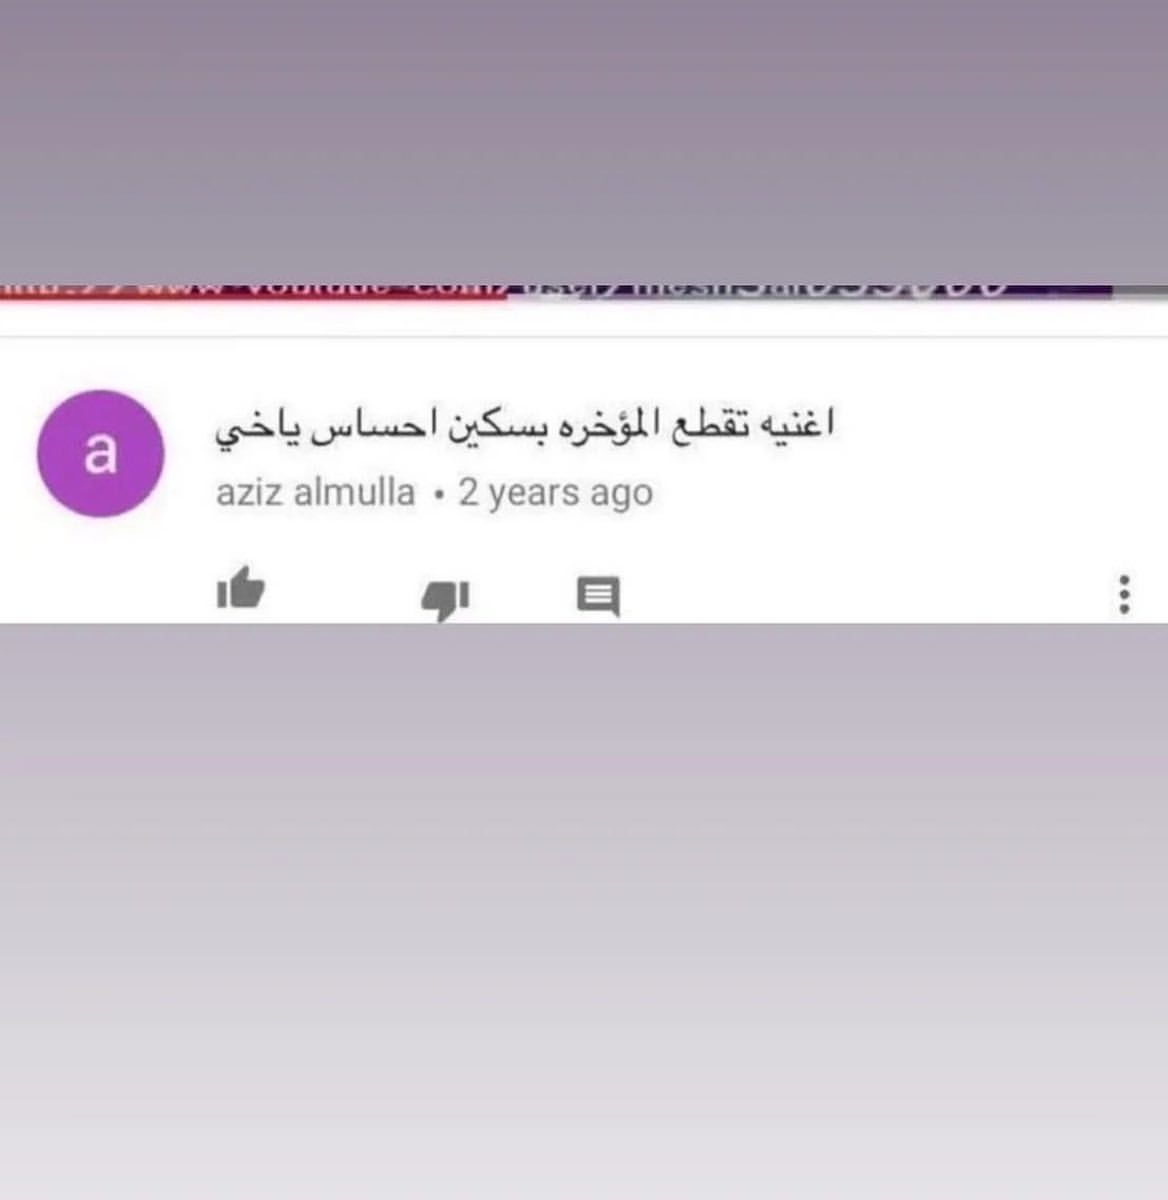 a
اغنيه تقطع المؤخره بسكين احساس ياخي
aziz almulla • 2 years ago